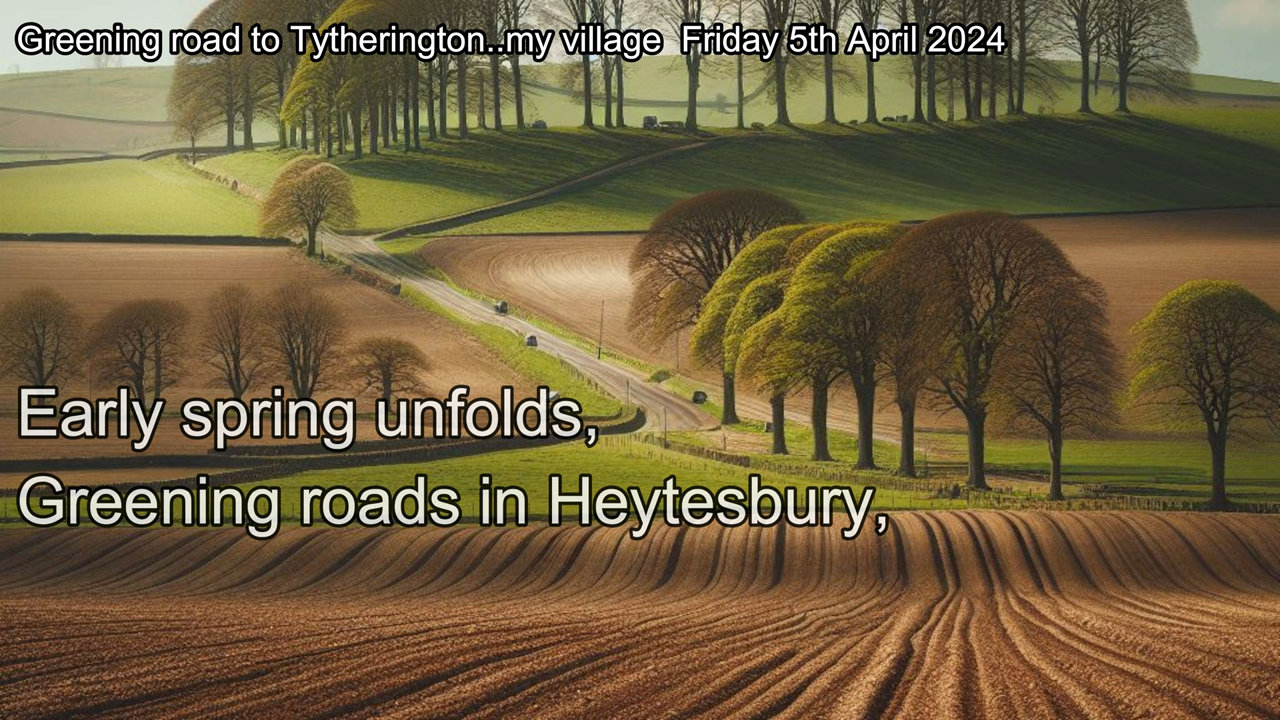 Greening road to Tytherington..my village  Friday 5th April 2024
Early spring unfolds,
Greening roads in Heytesbury,